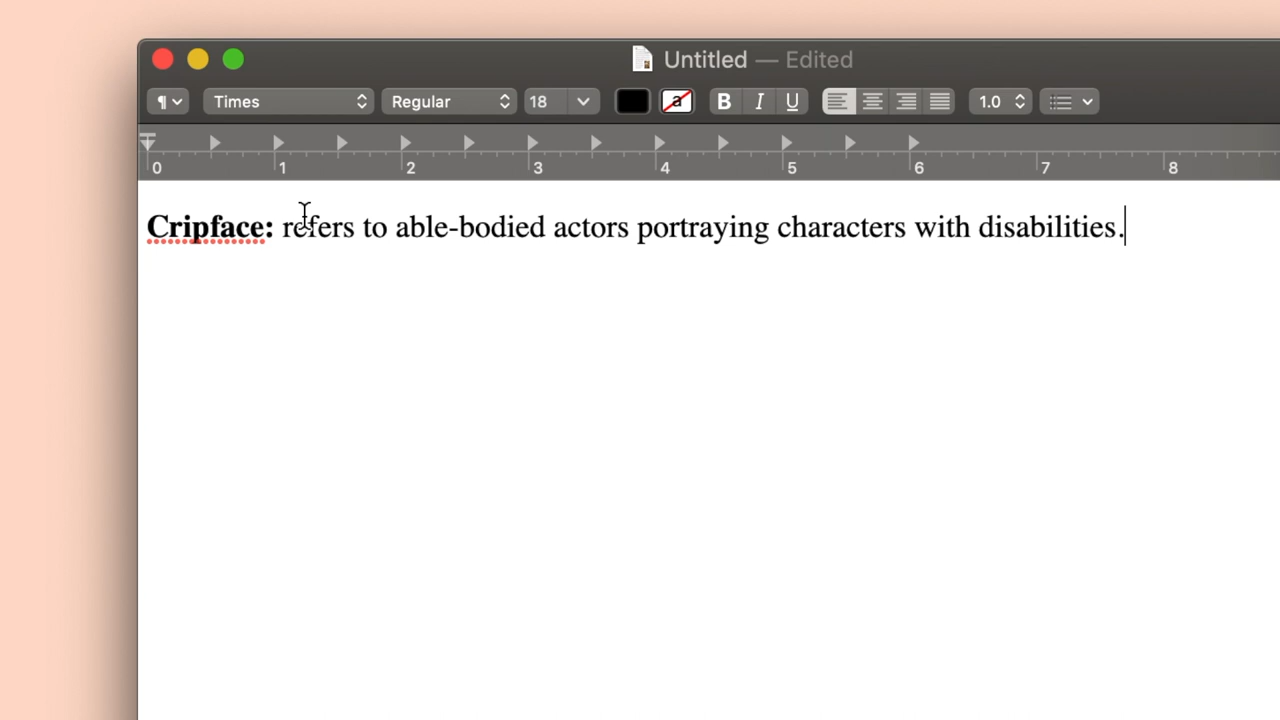 Untitled — Edited
¶ Times Regular 18 a B I U 1.0
0 1 2 3 4 5 6 7 8
Cripface: refers to able-bodied actors portraying characters with disabilities.